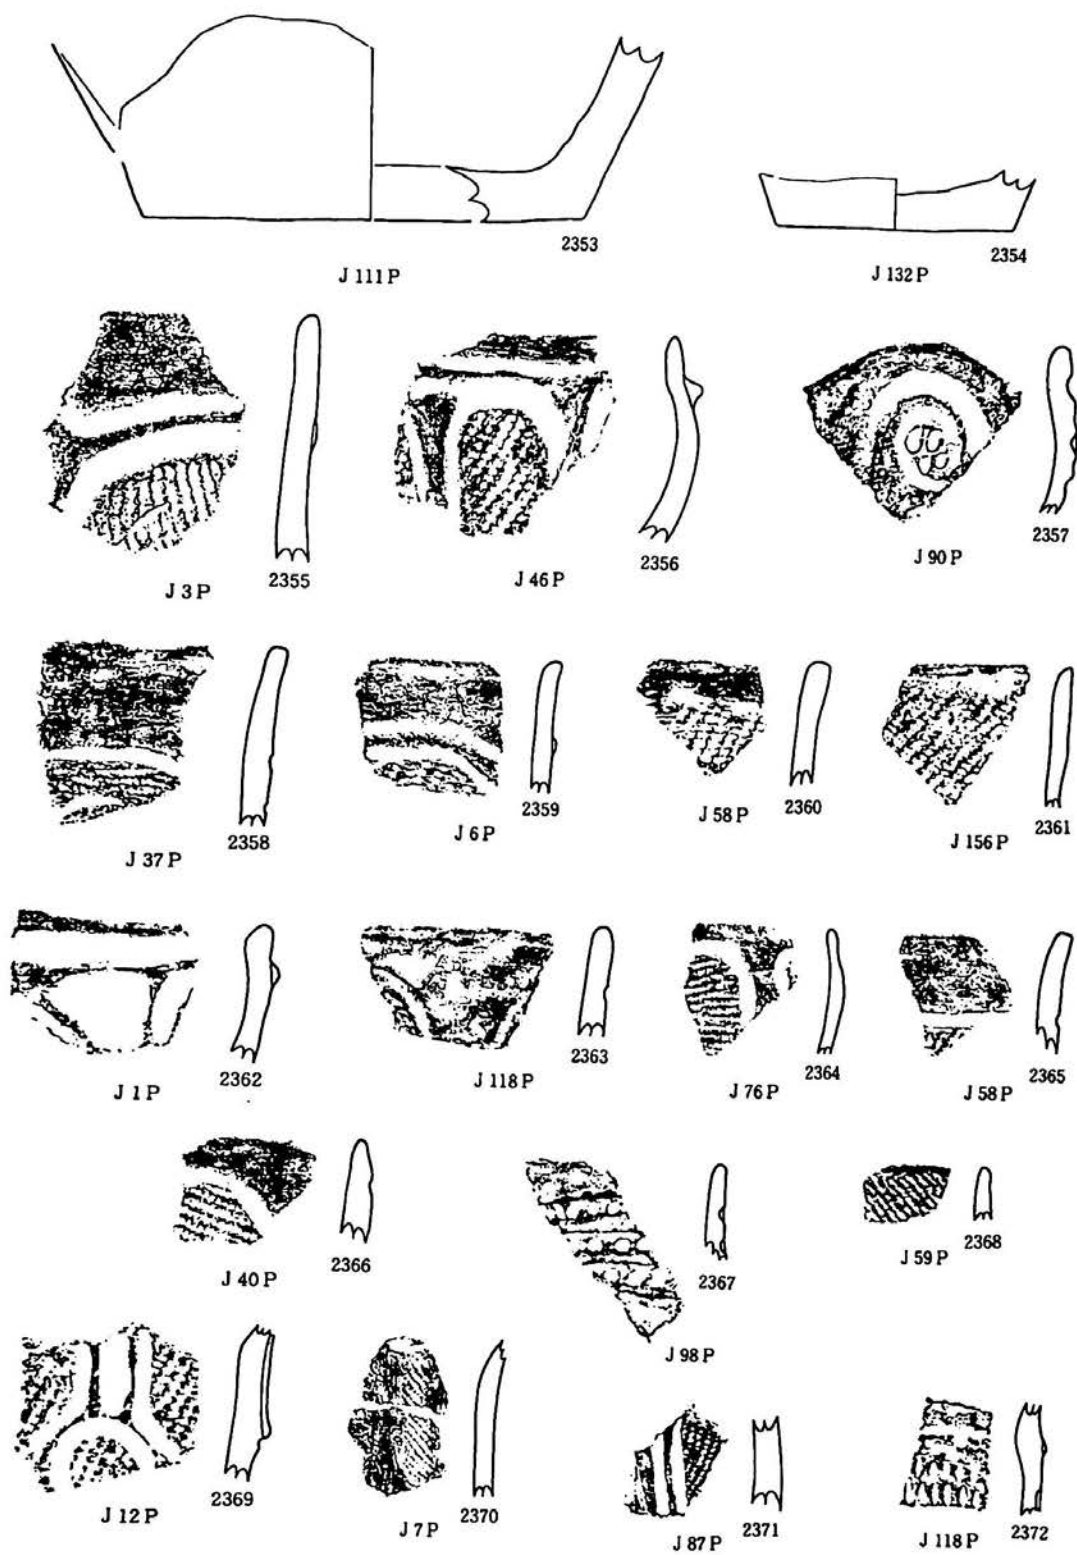 2353
J 111 P
2354
J 132 P
2355
J 3 P
2356
J 46 P
2357
J 90 P
2358
J 37 P
2359
J 6 P
2360
J 58 P
2361
J 156 P
2362
J 1 P
2363
J 118 P
2364
J 76 P
2365
J 58 P
2366
J 40 P
2367
J 98 P
2368
J 59 P
2369
J 12 P
2370
J 7 P
2371
J 87 P
2372
J 118 P